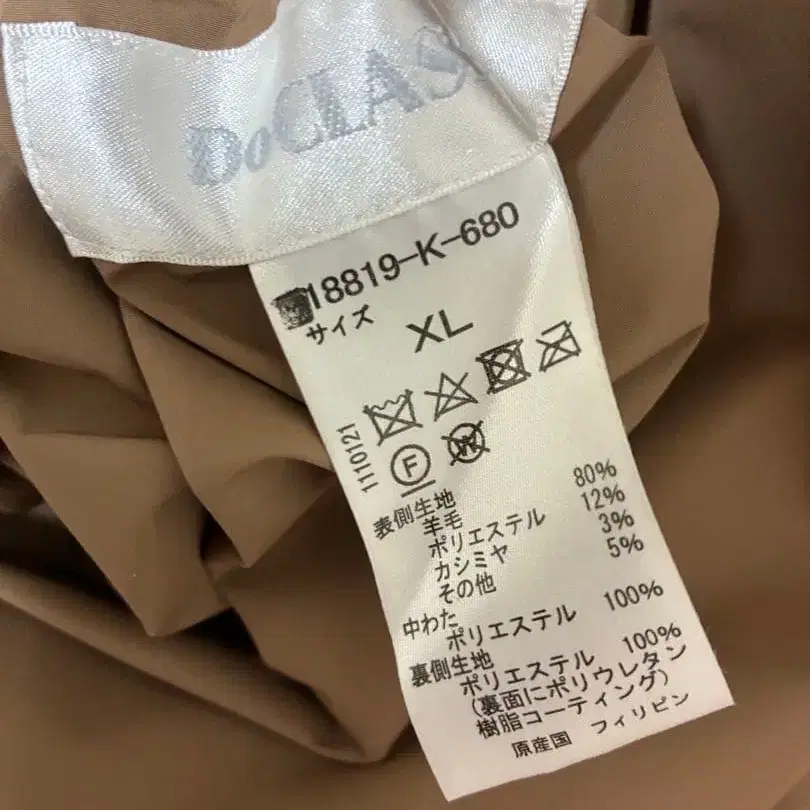 DoCLAS
18819-K-680
サイズ
XL
1110121
F
W
表側生地
羊毛 80%
ポリエステル 12%
カシミヤ 3%
その他 5%
中わた
ポリエステル 100%
裏側生地
ポリエステル 100%
(裏面にポリウレタン
樹脂コーティング)
原産国 フィリピン